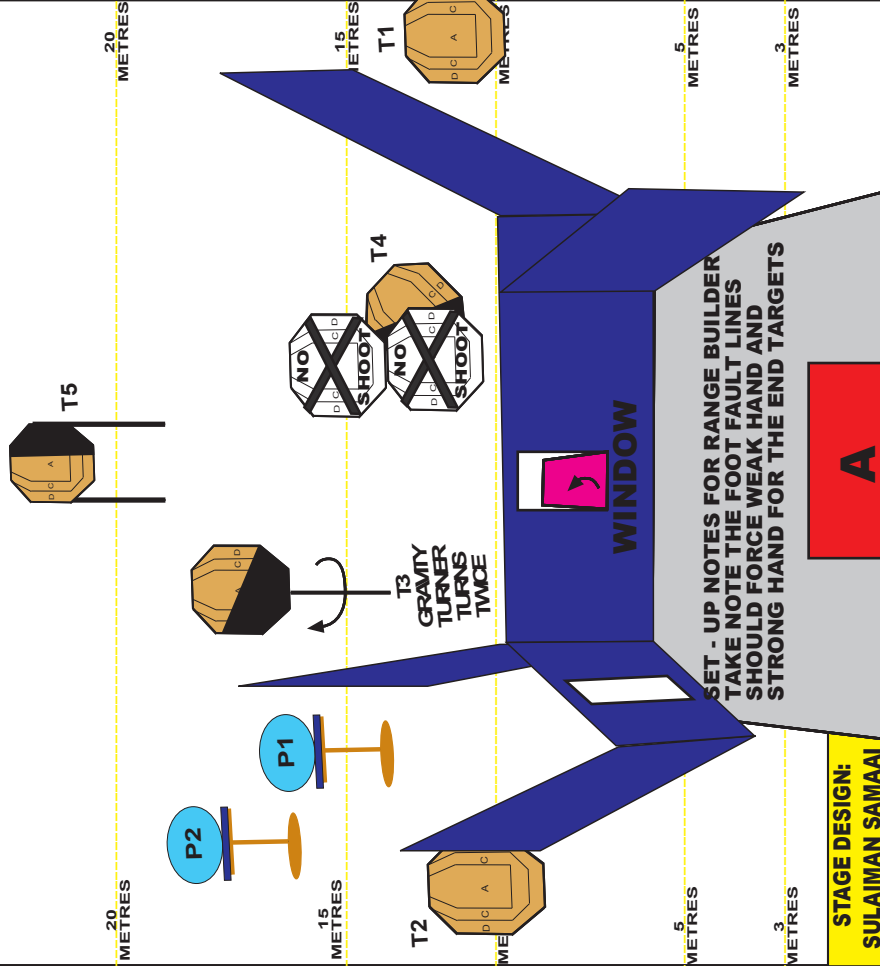 20
METRES
15
METRES
ME
5
METRES
3
METRES
20
METRES
15
METRES
METRES
5
METRES
3
METRES
T1
D C A C
T2
D C A C
T3
GRAVITY
TURNER
TURNS
TWICE
A C D
T4
C D
T5
D C A
NO
SHOOT
C D
D C
NO
SHOOT
C D
D C
P1
P2
WINDOW
SET - UP NOTES FOR RANGE BUILDER
TAKE NOTE THE FOOT FAULT LINES
SHOULD FORCE WEAK HAND AND
STRONG HAND FOR THE END TARGETS
A
STAGE DESIGN:
SULAIMAN SAMAAI